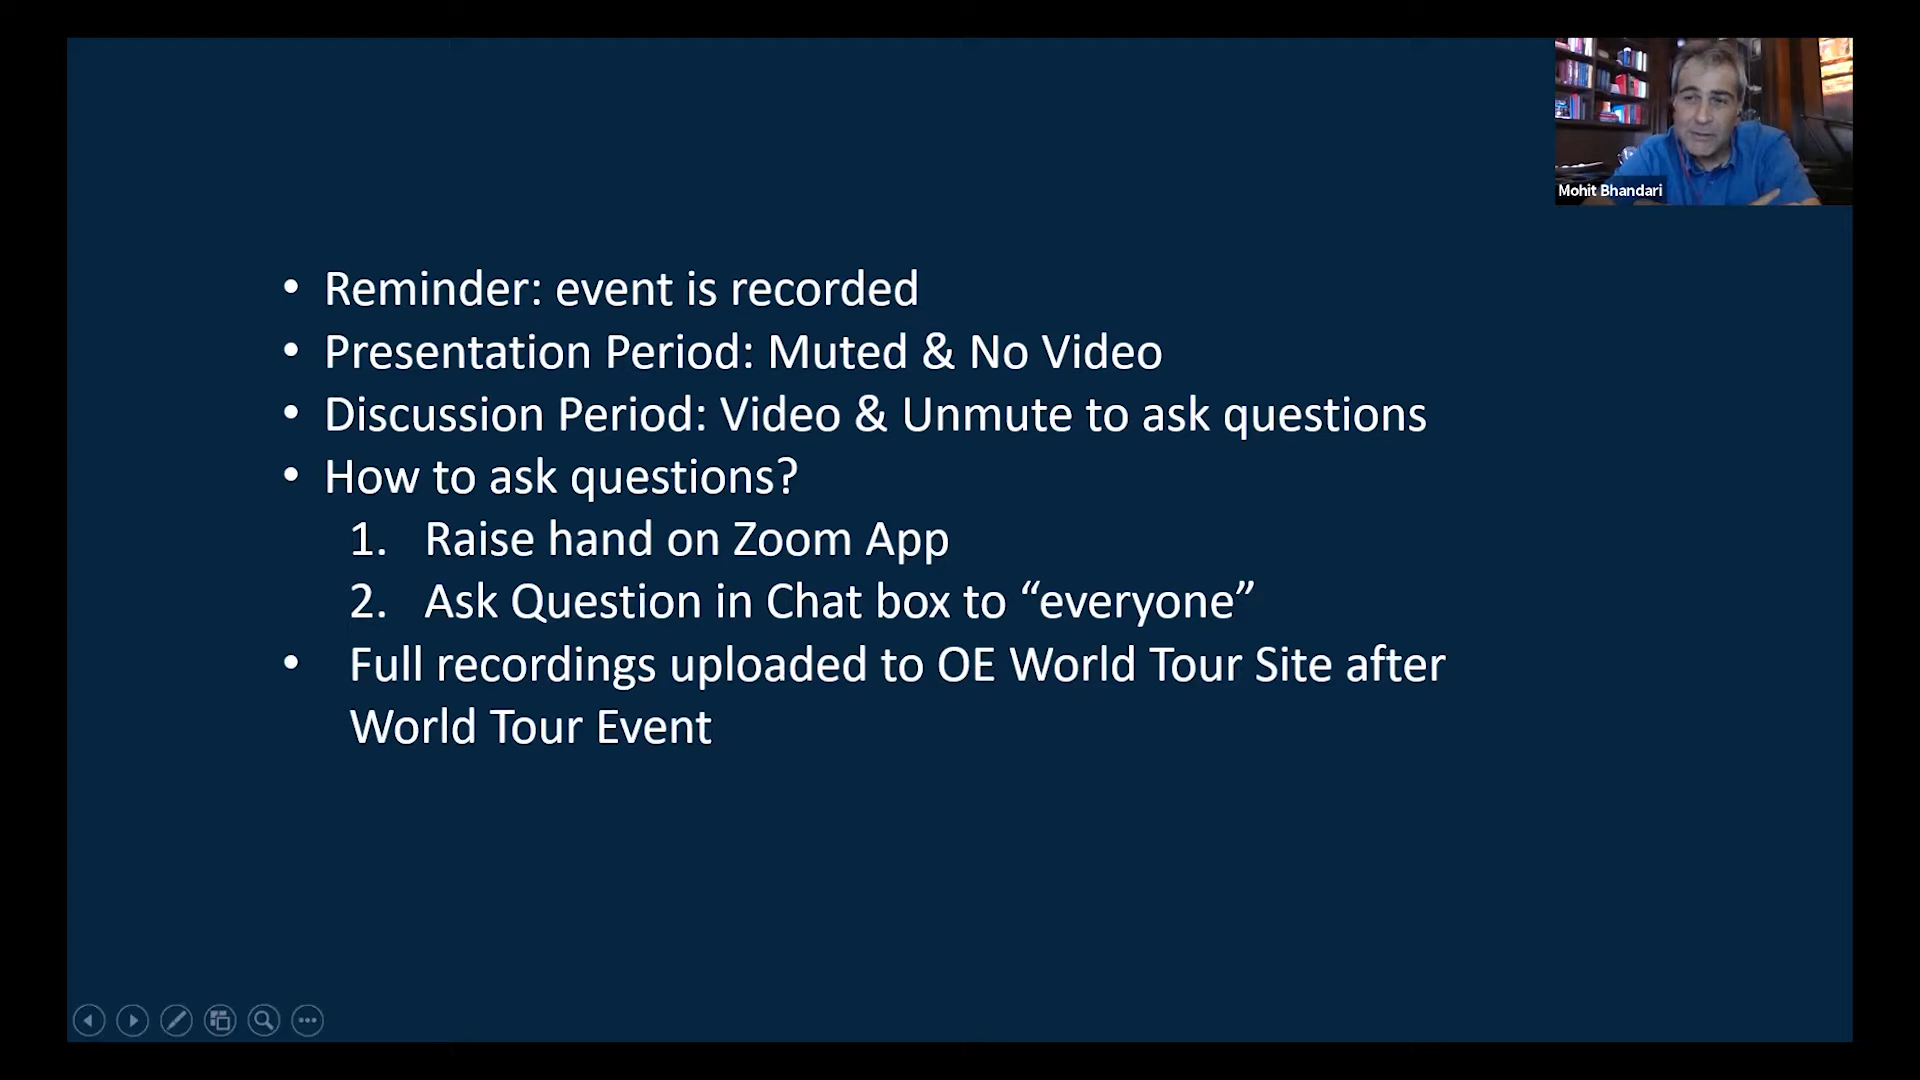 Mohit Bhandari
• Reminder: event is recorded
• Presentation Period: Muted & No Video
• Discussion Period: Video & Unmute to ask questions
• How to ask questions?
1. Raise hand on Zoom App
2. Ask Question in Chat box to “everyone”
• Full recordings uploaded to OE World Tour Site after
World Tour Event